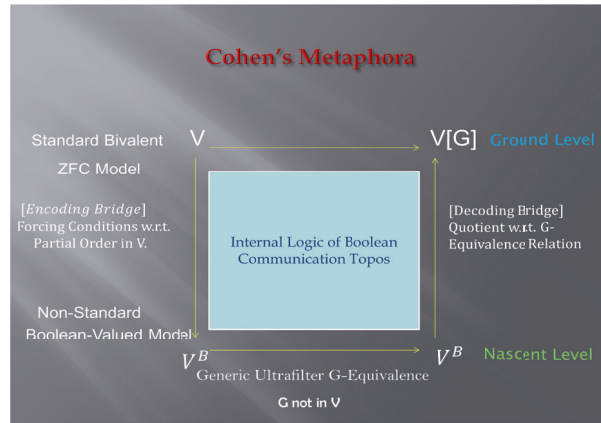 Cohen's Metaphora
Standard Bivalent V V[G] Ground Level
ZFC Model
[Encoding Bridge]
Forcing Conditions w.r.t.
Partial Order in V.
Internal Logic of Boolean
Communication Topos
[Decoding Bridge]
Quotient w.r.t. G-
Equivalence Relation
Non-Standard
Boolean-Valued Model
V^B V^B Nascent Level
Generic Ultrafilter G-Equivalence
G not in V